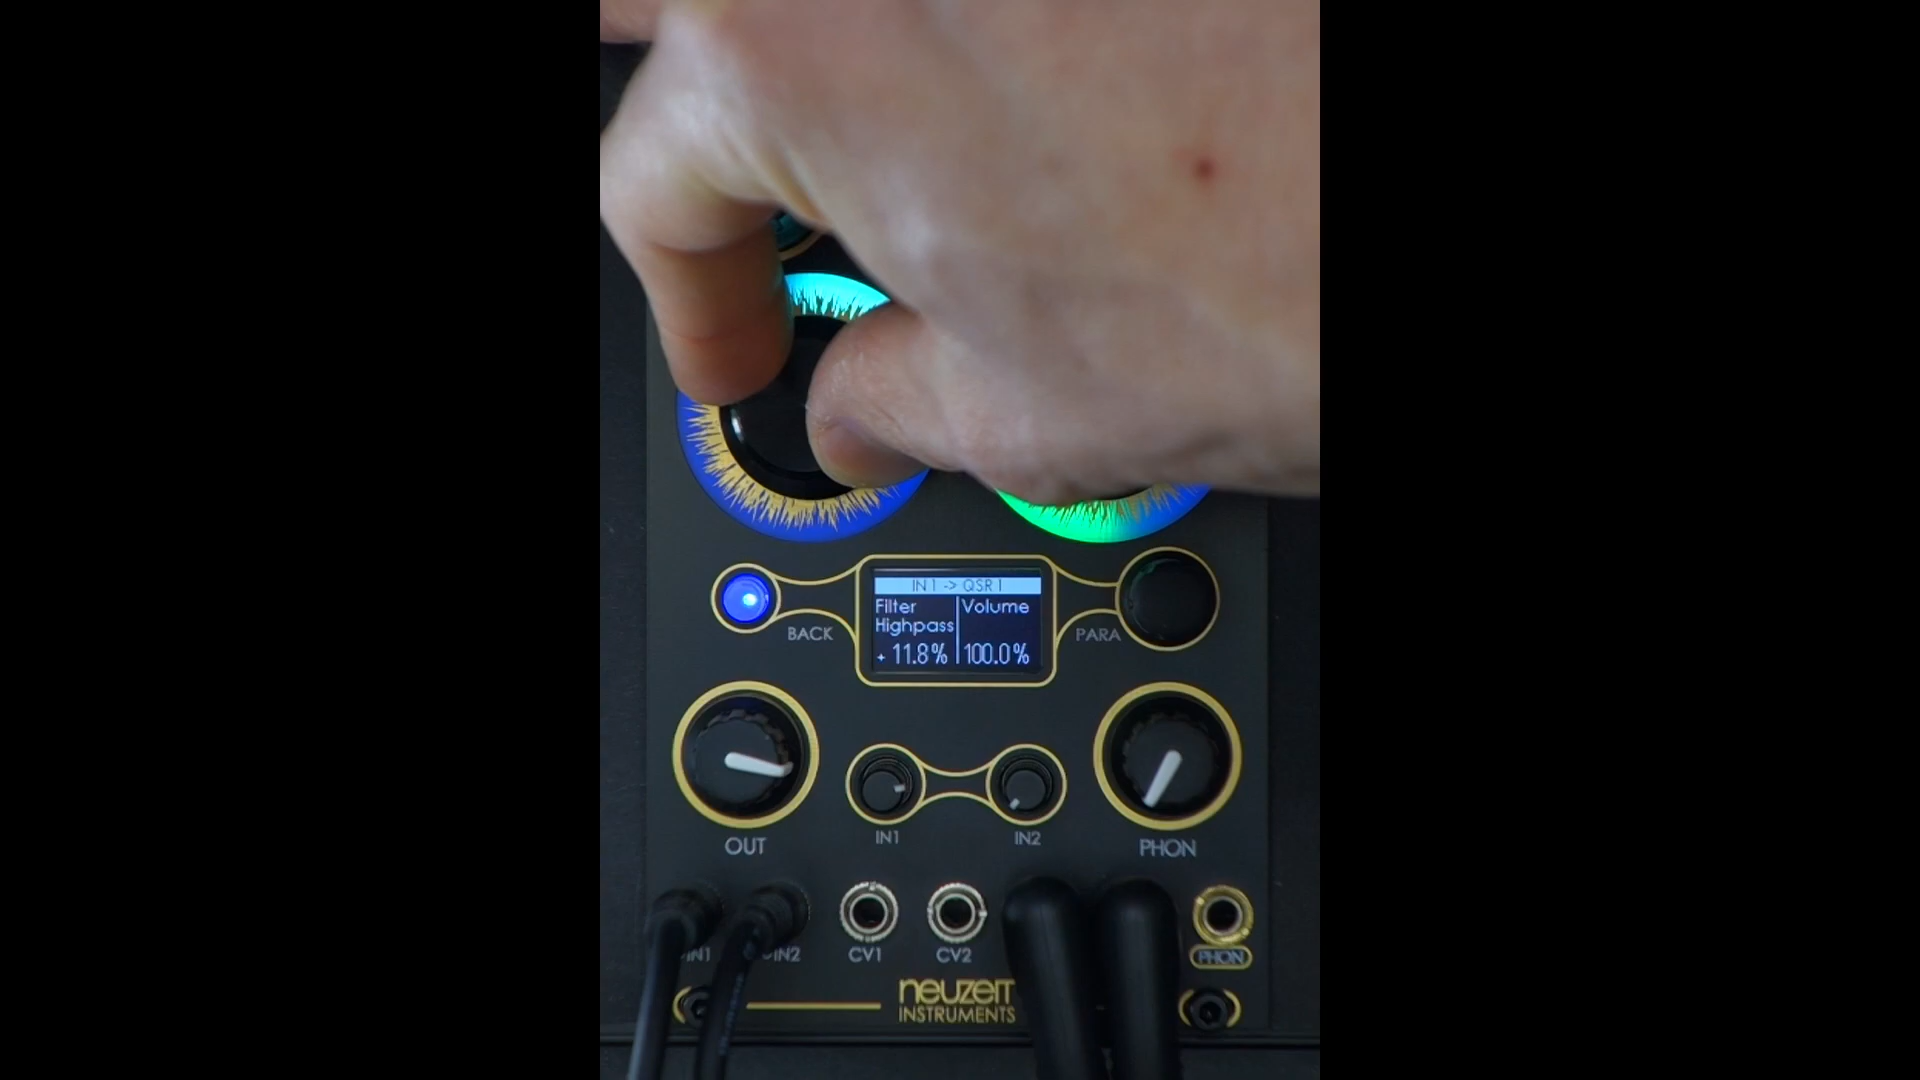 IN 1 -> QSR 1
Filter
Highpass
+ 11.8%
Volume
100.0%
BACK
PARA
OUT
IN1
IN2
PHON
IN1
IN2
CV1
CV2
PHON
neuzeit
INSTRUMENTS